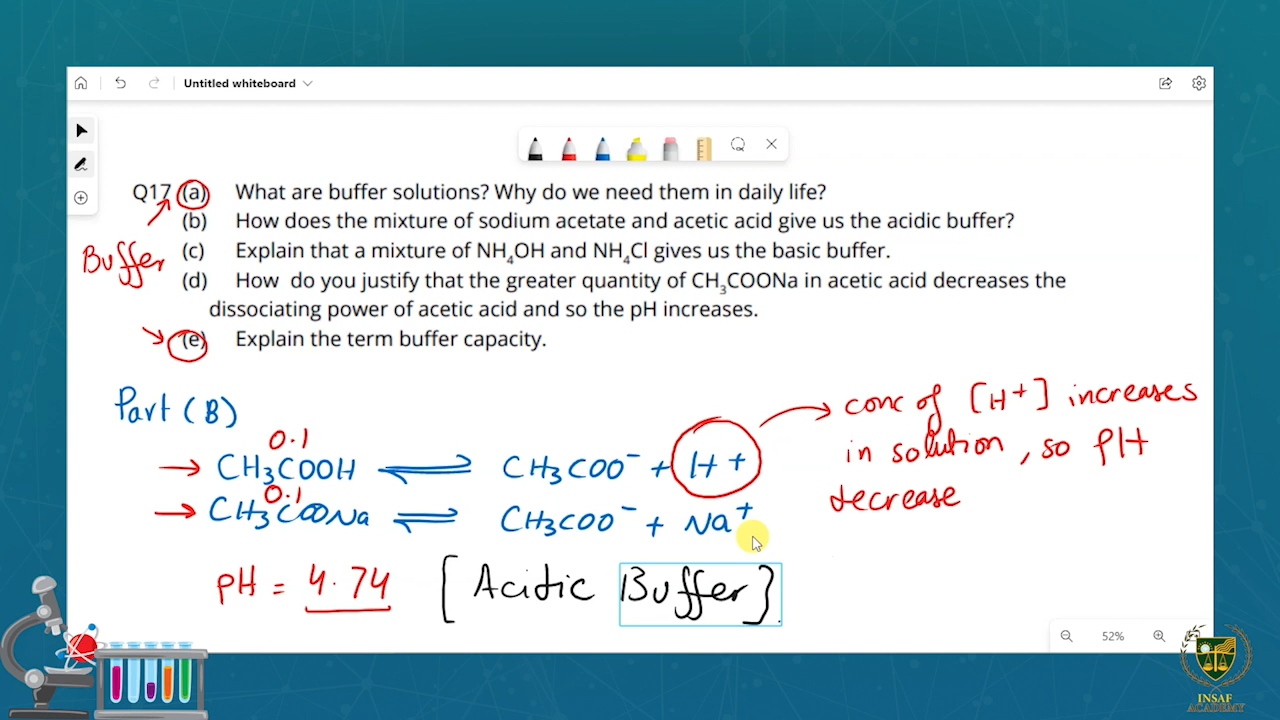 Untitled whiteboard
Q17 (a) What are buffer solutions? Why do we need them in daily life?
(b) How does the mixture of sodium acetate and acetic acid give us the acidic buffer?
Buffer
(c) Explain that a mixture of NH₄OH and NH₄Cl gives us the basic buffer.
(d) How do you justify that the greater quantity of CH₃COONa in acetic acid decreases the
dissociating power of acetic acid and so the pH increases.
(e) Explain the term buffer capacity.
Part (B)
conc of [H+] increases
in solution, so pH
decrease
0.1
CH₃COOH ⇌ CH₃COO⁻ + H+
0.1
CH₃COONa ⇌ CH₃COO⁻ + Na⁺
pH = 4.74 [Acidic Buffer}.
52%
INSAF
ACADEMY